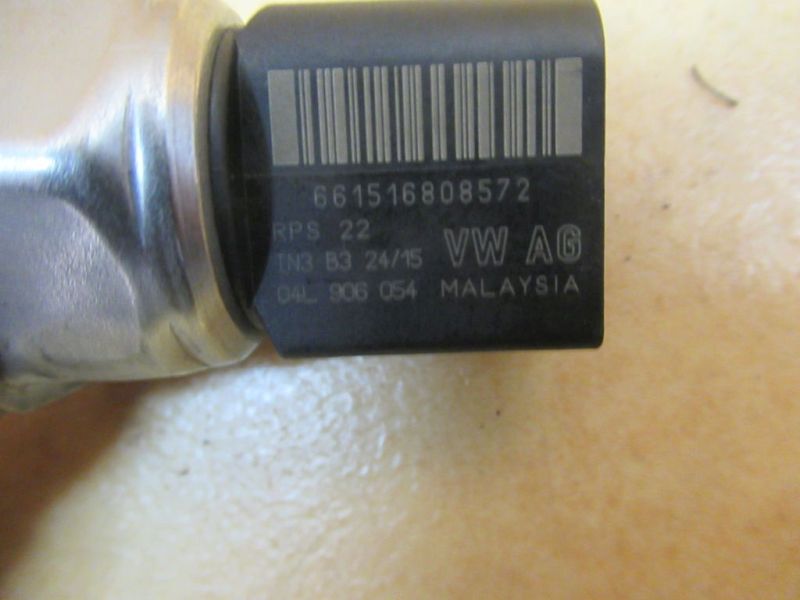 661516808572
RPS 22
IN3 B3 24/15 VW AG
04L 906 054 MALAYSIA